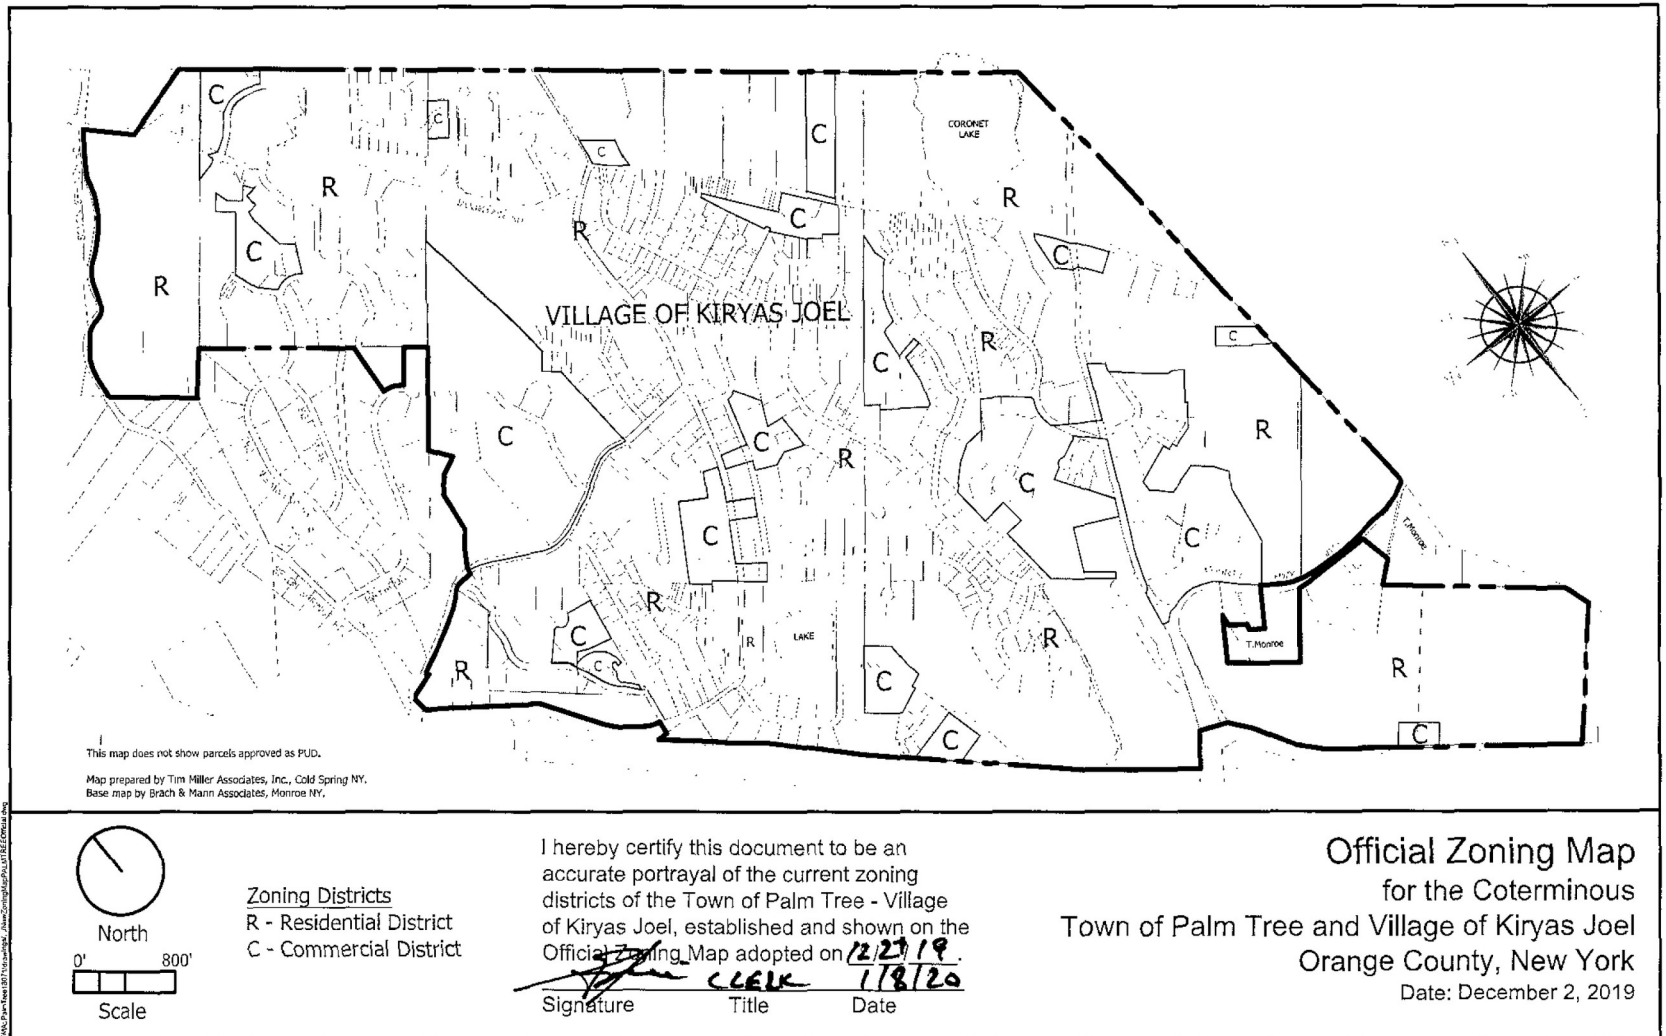 C
C
C
C
CORONET
LAKE
R
R
C
R
C
C
R
VILLAGE OF KIRYAS JOEL
C
R
C
C
R
C
R
C
C
C
T.Monroe
R
C
R
LAKE
R
T.Monroe
C
R
C
R
C
C
C
This map does not show parcels approved as PUD.
Map prepared by Tim Miller Associates, Inc., Cold Spring NY.
Base map by Brach & Mann Associates, Monroe NY.
North
0' 800'
Scale
Zoning Districts
R - Residential District
C - Commercial District
I hereby certify this document to be an
accurate portrayal of the current zoning
districts of the Town of Palm Tree - Village
of Kiryas Joel, established and shown on the
Official Zoning Map adopted on 12/27/19.
CLERK 1/8/20
Signature Title Date
Official Zoning Map
for the Coterminous
Town of Palm Tree and Village of Kiryas Joel
Orange County, New York
Date: December 2, 2019